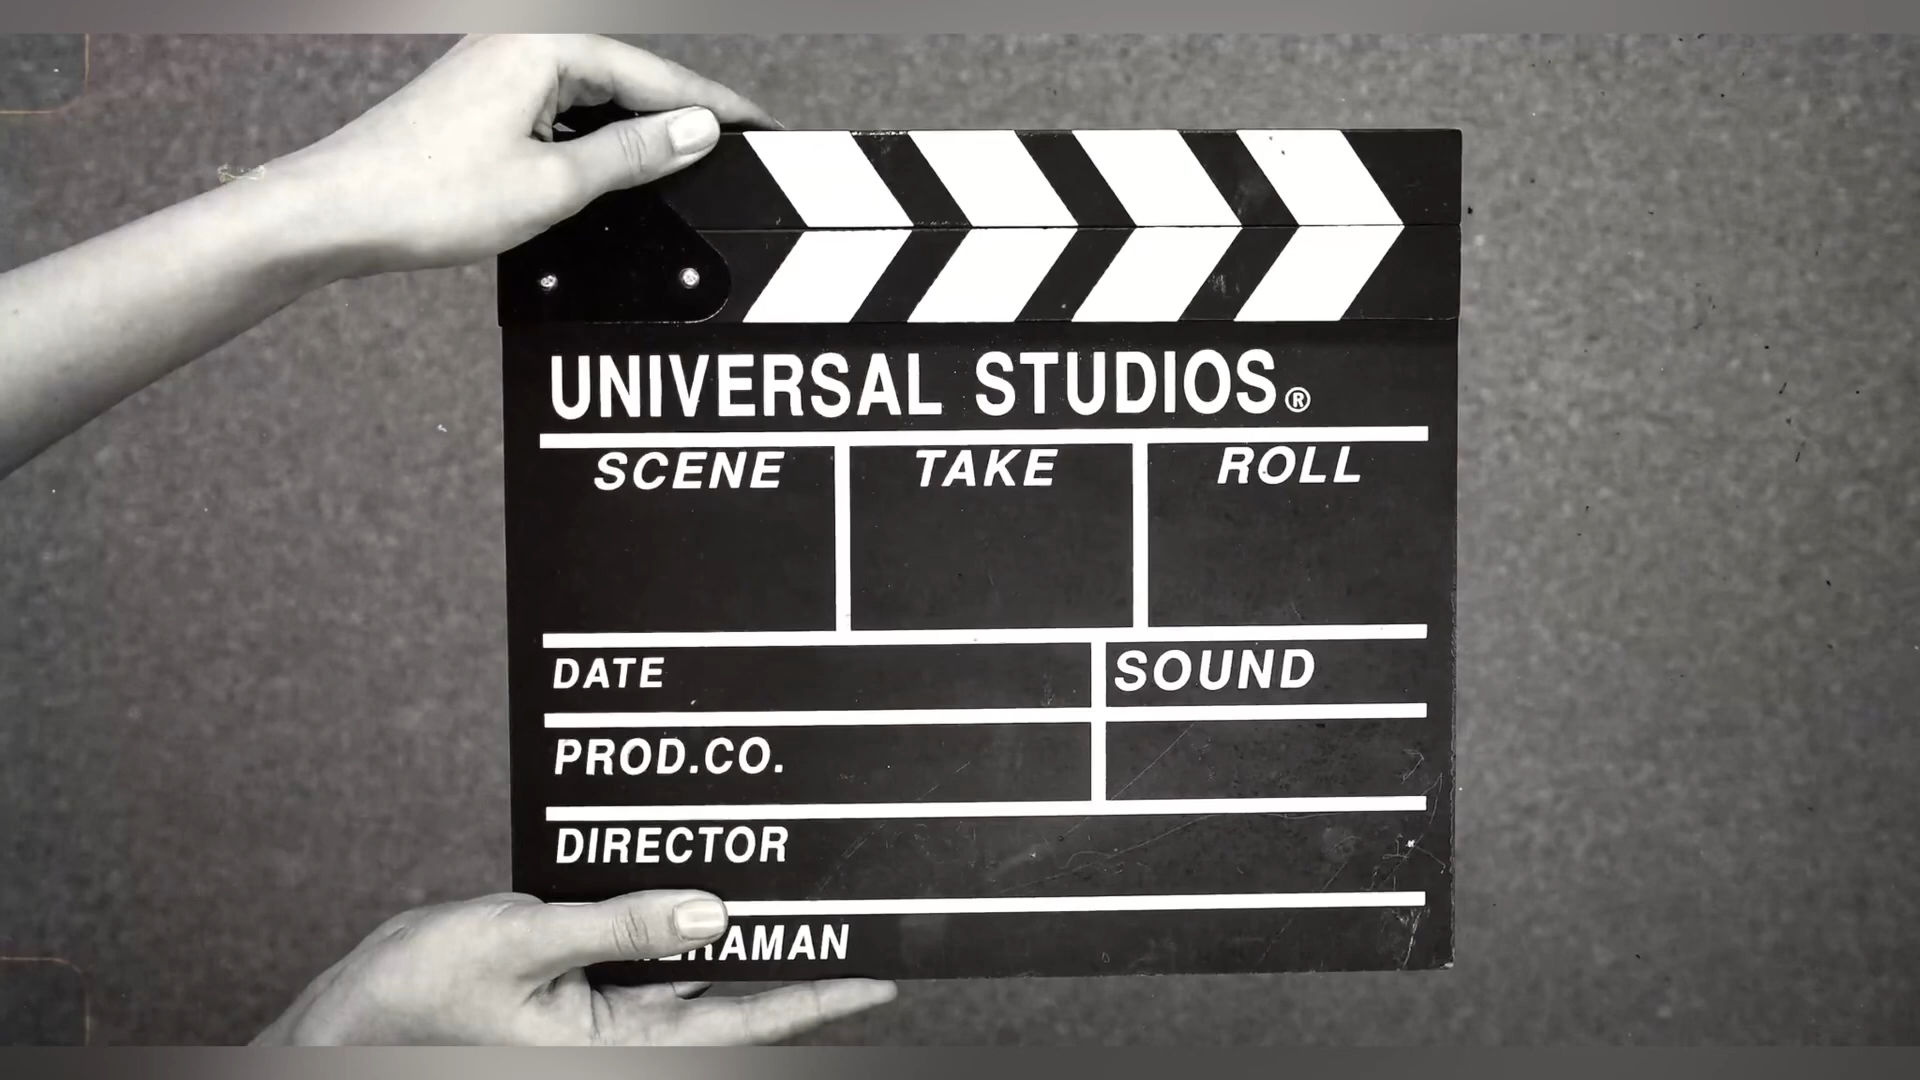 UNIVERSAL STUDIOS®
SCENE TAKE ROLL
DATE SOUND
PROD.CO.
DIRECTOR